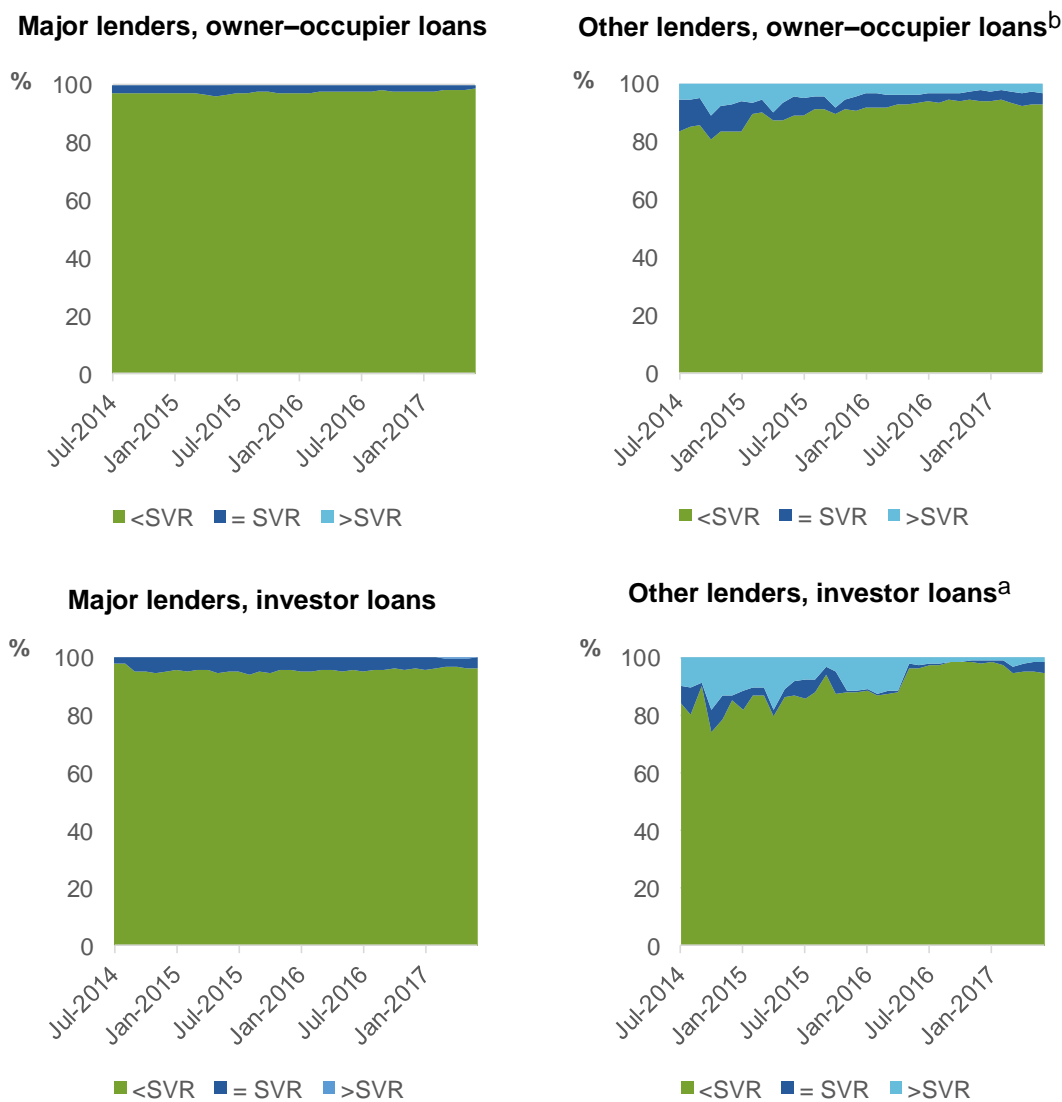 Major lenders, owner–occupier loans
%
100
80
60
40
20
0
Jul-2014
Jan-2015
Jul-2015
Jan-2016
Jul-2016
Jan-2017
<SVR = SVR >SVR
Other lenders, owner–occupier loansb
%
100
80
60
40
20
0
Jul-2014
Jan-2015
Jul-2015
Jan-2016
Jul-2016
Jan-2017
<SVR = SVR >SVR
Major lenders, investor loans
%
100
80
60
40
20
0
Jul-2014
Jan-2015
Jul-2015
Jan-2016
Jul-2016
Jan-2017
<SVR = SVR >SVR
Other lenders, investor loansa
%
100
80
60
40
20
0
Jul-2014
Jan-2015
Jul-2015
Jan-2016
Jul-2016
Jan-2017
<SVR = SVR >SVR